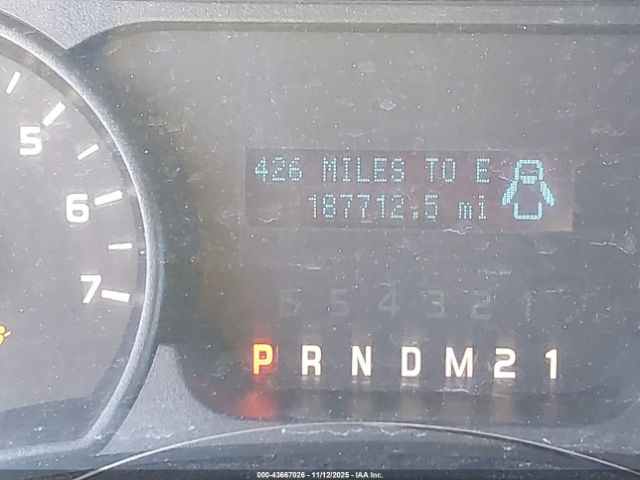 5
6
7
426 MILES TO E
187712.5 mi
6 5 4 3 2 1
P R N D M 2 1
000-43667026 - 11/12/2025 - IAA Inc.